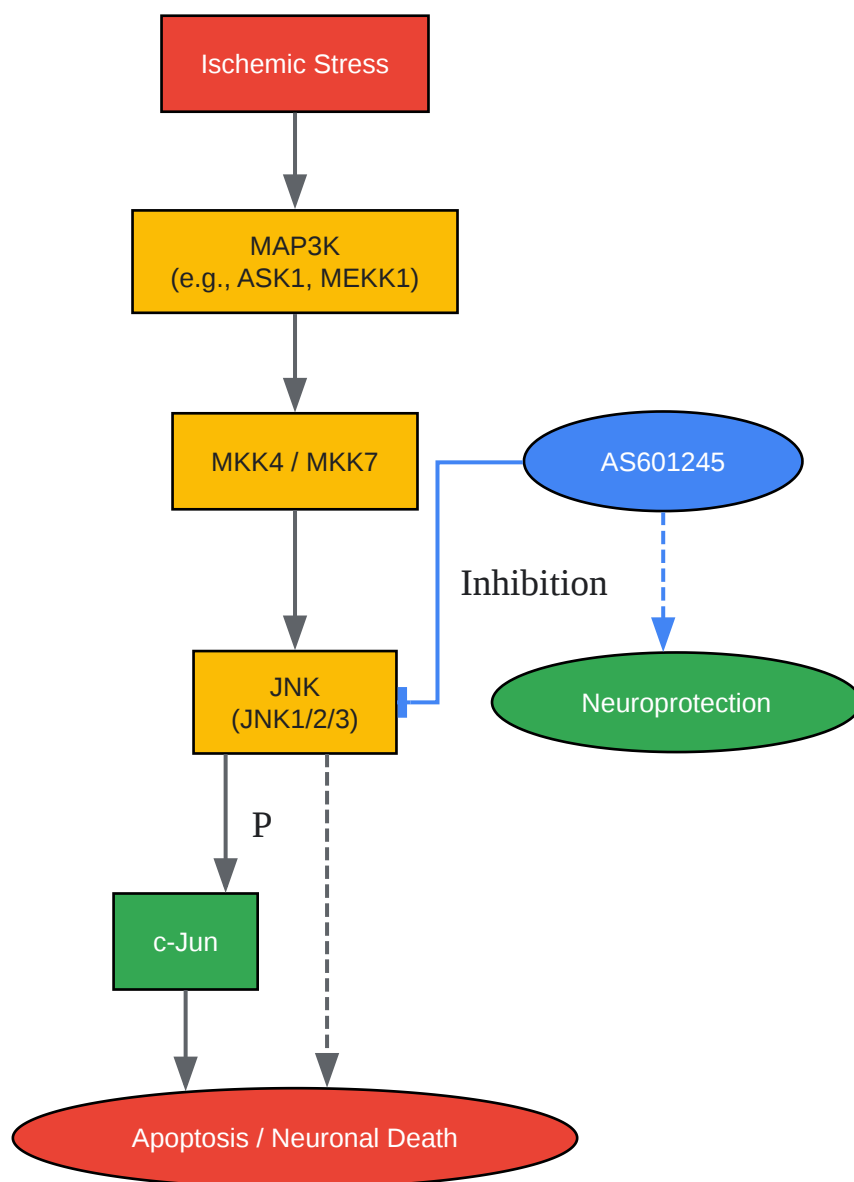 Ischemic Stress
MAP3K
(e.g., ASK1, MEKK1)
MKK4 / MKK7
AS601245
Inhibition
JNK
(JNK1/2/3)
Neuroprotection
P
c-Jun
Apoptosis / Neuronal Death